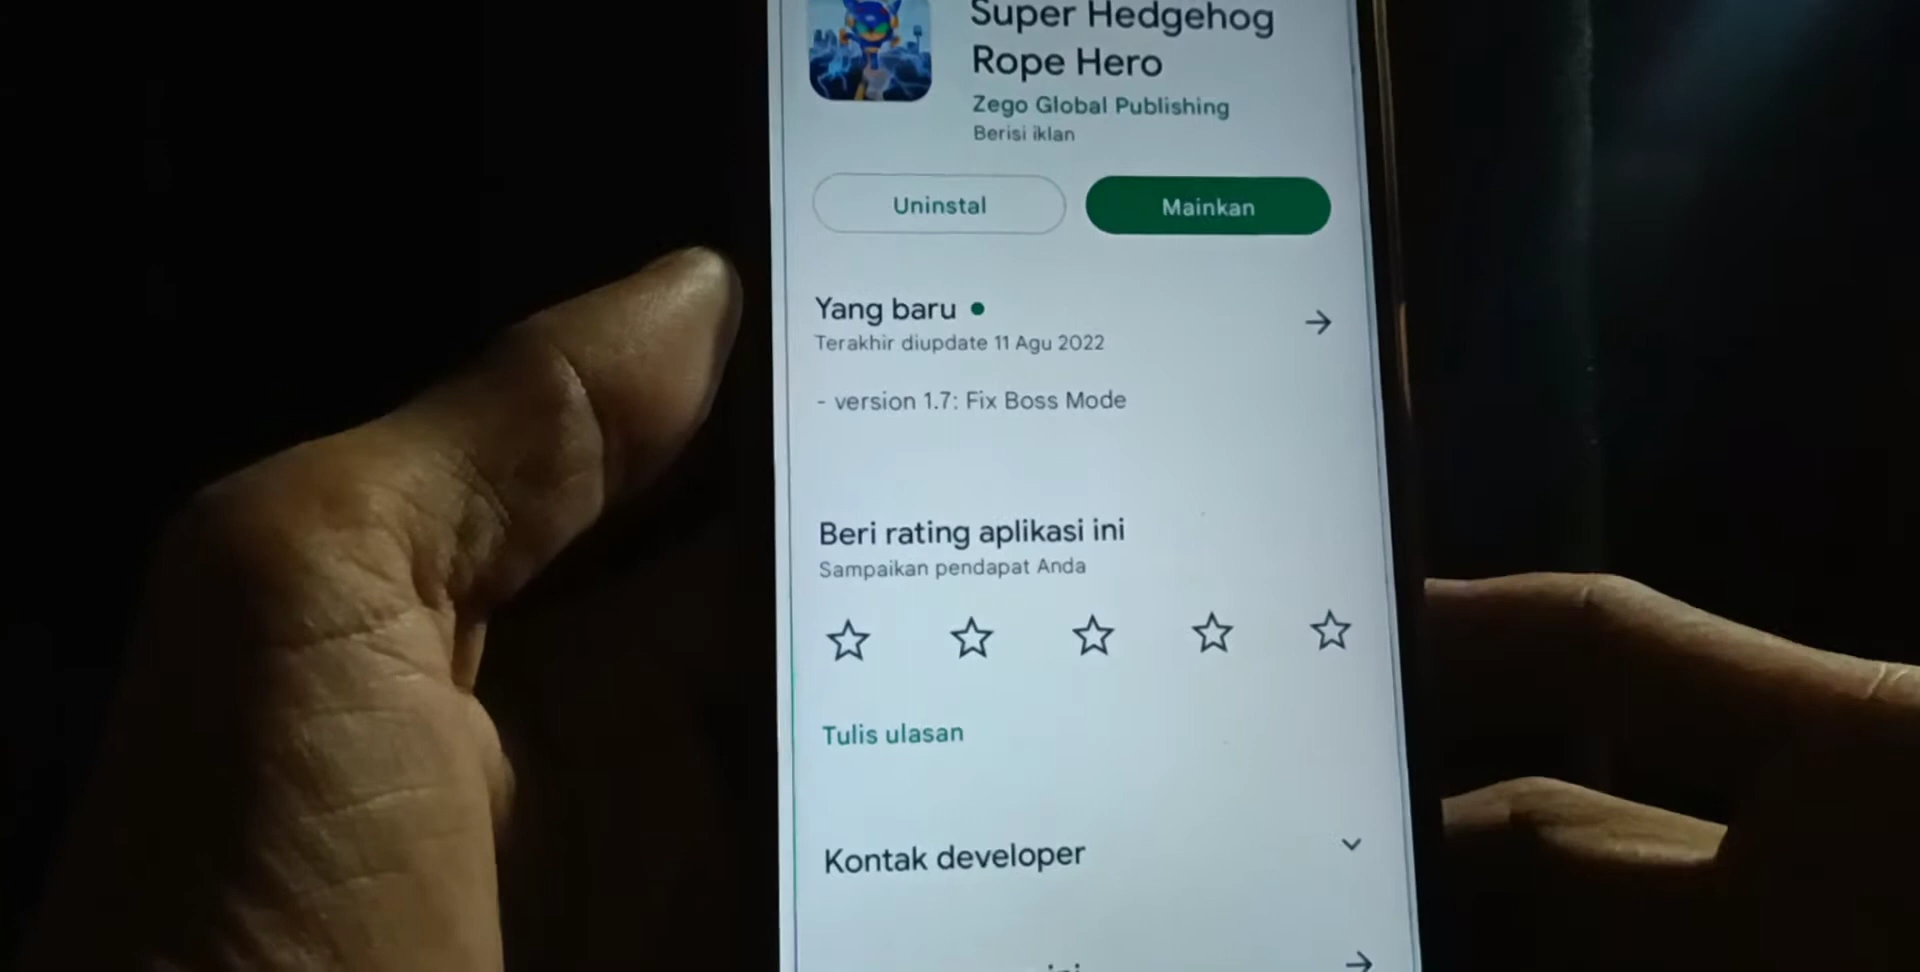 Super Hedgehog
Rope Hero
Zego Global Publishing
Berisi iklan
Uninstal
Mainkan
Yang baru
Terakhir diupdate 11 Agu 2022
- version 1.7: Fix Boss Mode
Beri rating aplikasi ini
Sampaikan pendapat Anda
Tulis ulasan
Kontak developer